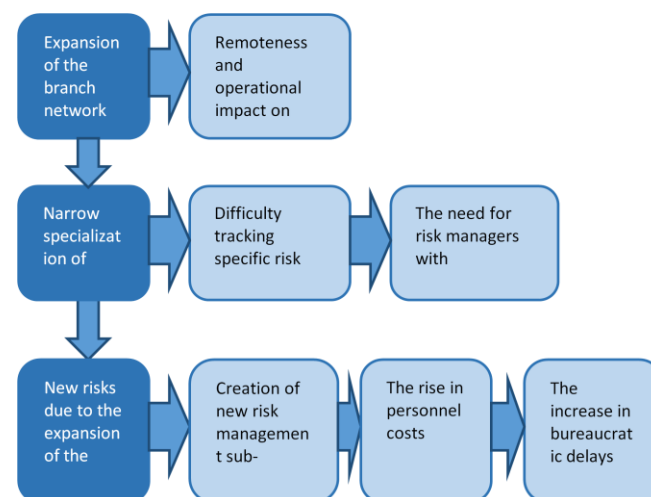 Expansion
of the
branch
network
Remoteness
and
operational
impact on
Narrow
specializat
ion of
Difficulty
tracking
specific risk
The need for
risk managers
with
New risks
due to the
expansion
of the
Creation of
new risk
managemen
t sub-
The rise in
personnel
costs
The
increase in
bureaucrat
ic delays